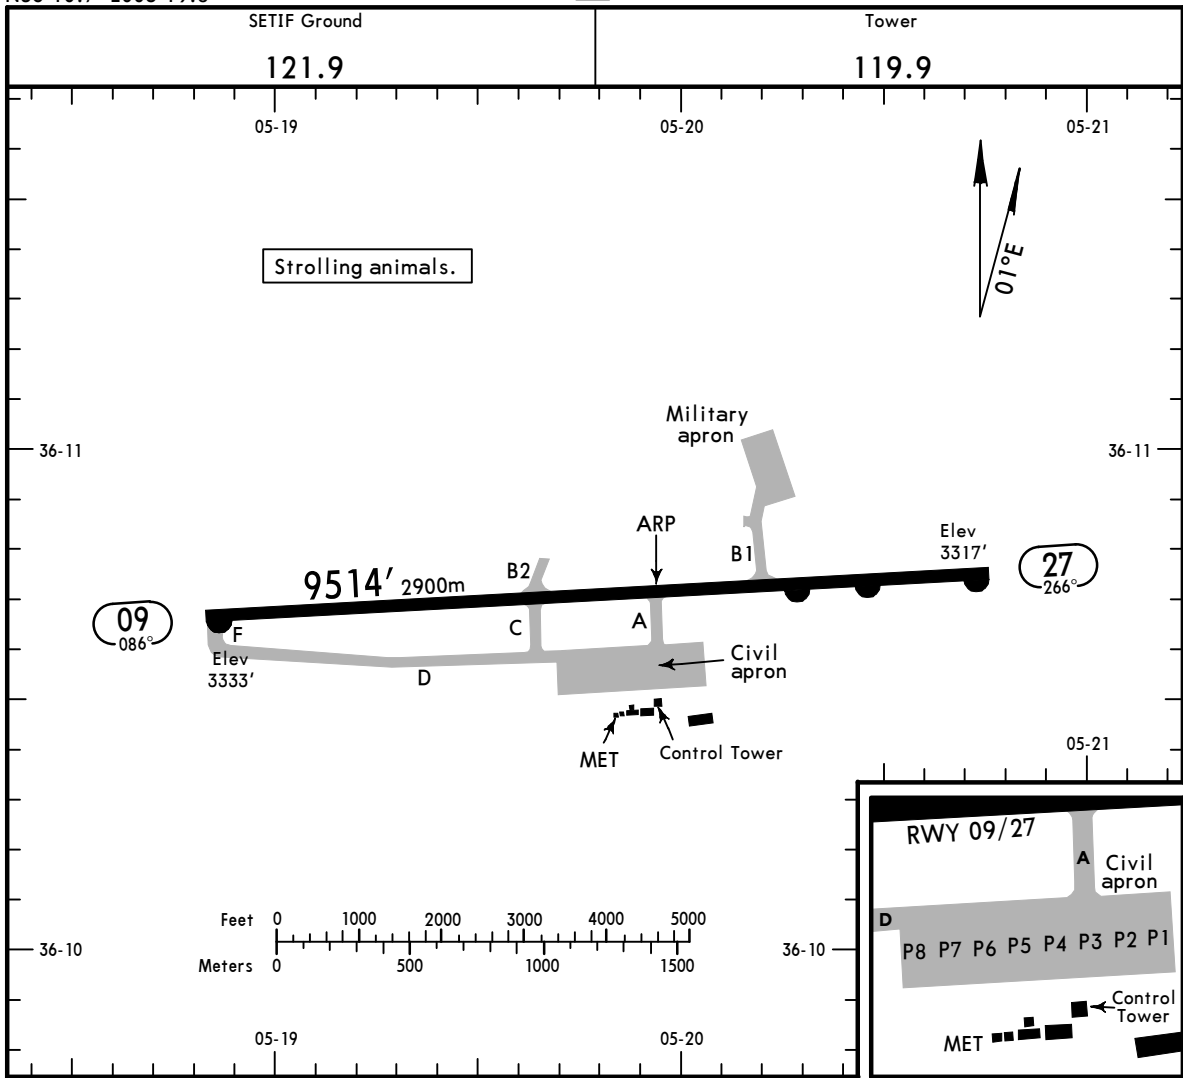 SETIF Ground
Tower
121.9
119.9
05-19
05-20
05-21
Strolling animals.
01°E
Military
apron
36-11
36-11
ARP
B1
Elev
3317'
27
266°
B2
9514' 2900m
09
086°
F
C
A
Elev
3333'
D
Civil
apron
MET
Control Tower
05-21
RWY 09/27
A
Civil
apron
D
P8 P7 P6 P5 P4 P3 P2 P1
Control
Tower
MET
Feet 0 1000 2000 3000 4000 5000
Meters 0 500 1000 1500
36-10
36-10
05-19
05-20